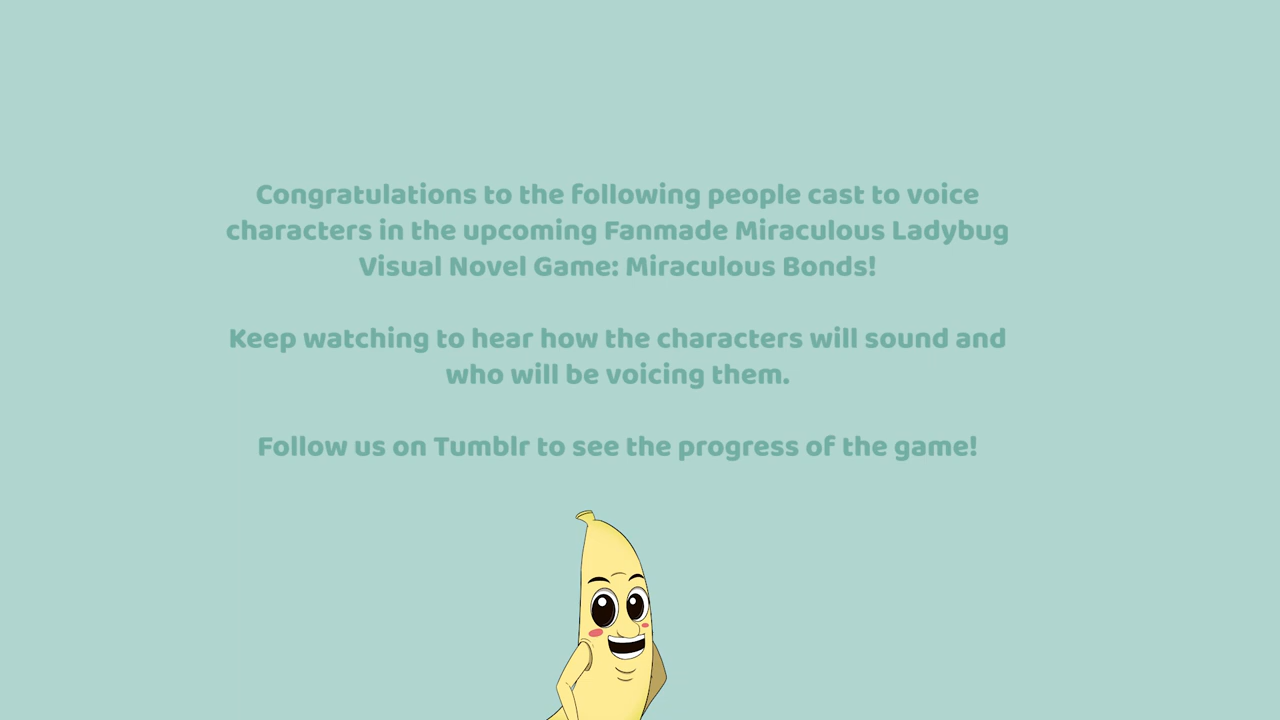 Congratulations to the following people cast to voice
characters in the upcoming Fanmade Miraculous Ladybug
Visual Novel Game: Miraculous Bonds!
Keep watching to hear how the characters will sound and
who will be voicing them.
Follow us on Tumblr to see the progress of the game!